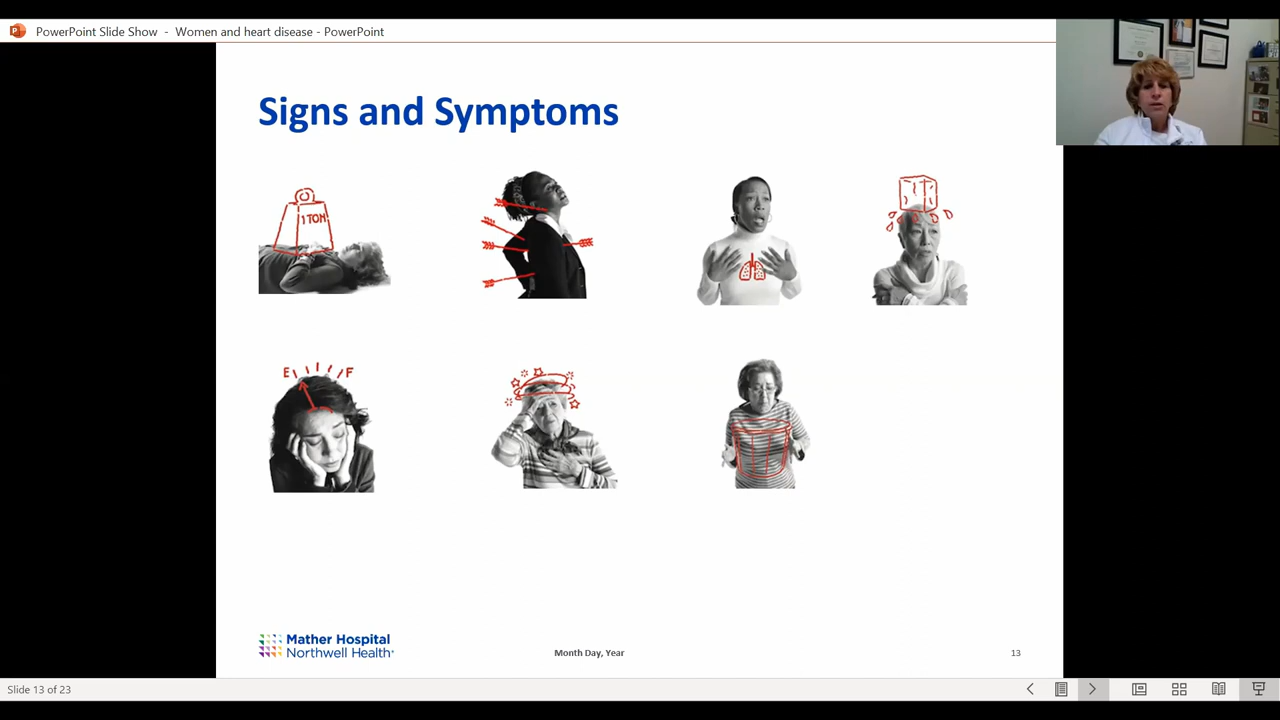 PowerPoint Slide Show - Women and heart disease - PowerPoint
Signs and Symptoms
1 TON
E F
Mather Hospital
Northwell Health
Month Day, Year
13
Slide 13 of 23